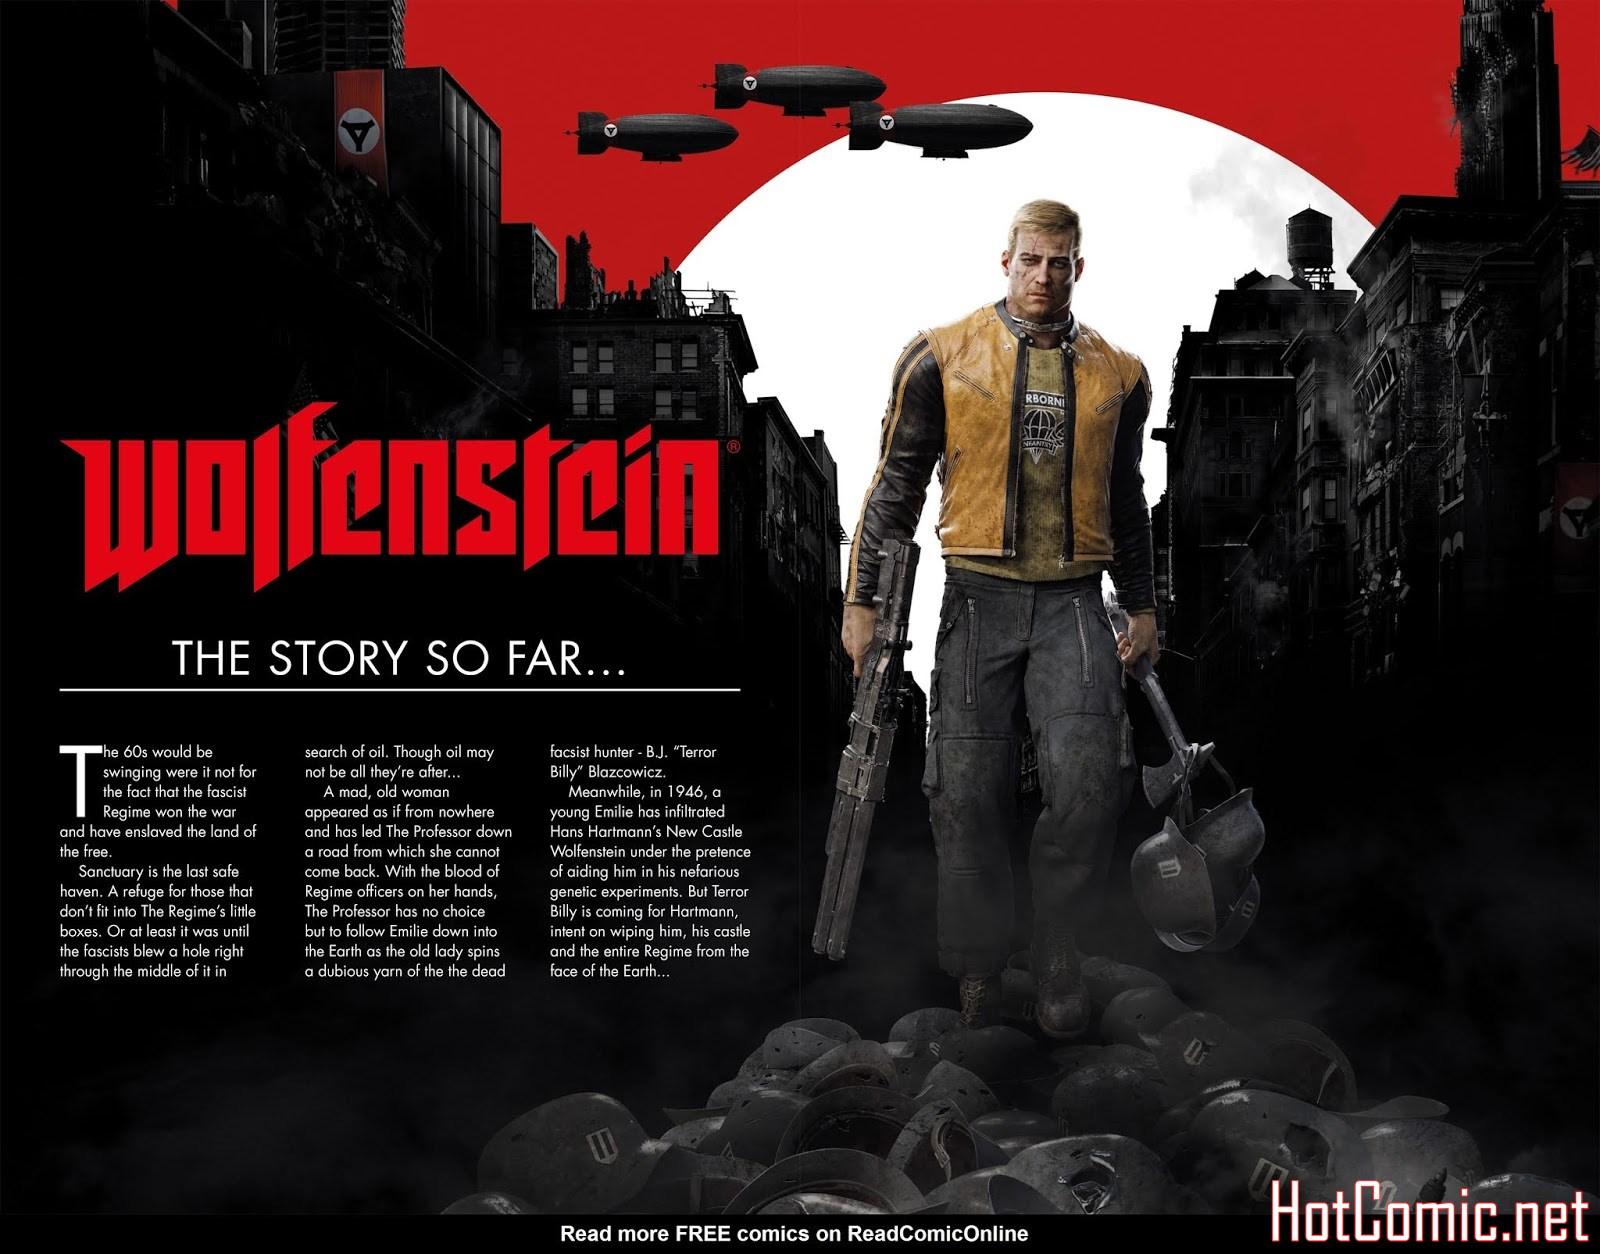 Wolfenstein®
THE STORY SO FAR...
The 60s would be
swinging were it not for
the fact that the fascist
Regime won the war
and have enslaved the land of
the free.
Sanctuary is the last safe
haven. A refuge for those that
don't fit into The Regime's little
boxes. Or at least it was until
the fascists blew a hole right
through the middle of it in
search of oil. Though oil may
not be all they're after...
A mad, old woman
appeared as if from nowhere
and has led The Professor down
a road from which she cannot
come back. With the blood of
Regime officers on her hands,
The Professor has no choice
but to follow Emilie down into
the Earth as the old lady spins
a dubious yarn of the the dead
facsist hunter - B.J. “Terror
Billy” Blazcowicz.
Meanwhile, in 1946, a
young Emilie has infiltrated
Hans Hartmann's New Castle
Wolfenstein under the pretence
of aiding him in his nefarious
genetic experiments. But Terror
Billy is coming for Hartmann,
intent on wiping him, his castle
and the entire Regime from the
face of the Earth...
RBORNE
INFANTRY
HotComic.net
Read more FREE comics on ReadComicOnline